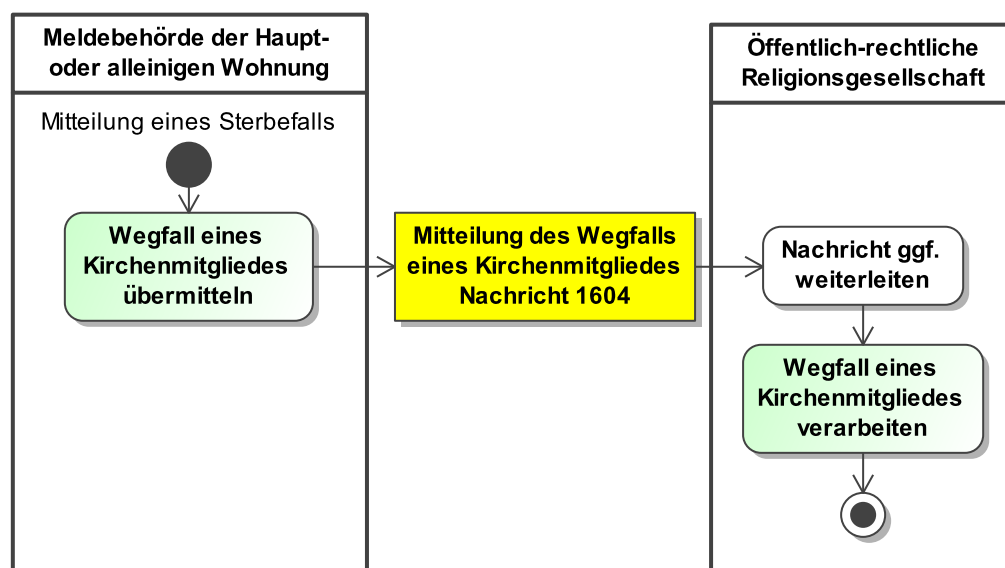 Meldebehörde der Haupt-
oder alleinigen Wohnung
Mitteilung eines Sterbefalls
Wegfall eines
Kirchenmitgliedes
übermitteln
Mitteilung des Wegfalls
eines Kirchenmitgliedes
Nachricht 1604
Öffentlich-rechtliche
Religionsgesellschaft
Nachricht ggf.
weiterleiten
Wegfall eines
Kirchenmitgliedes
verarbeiten